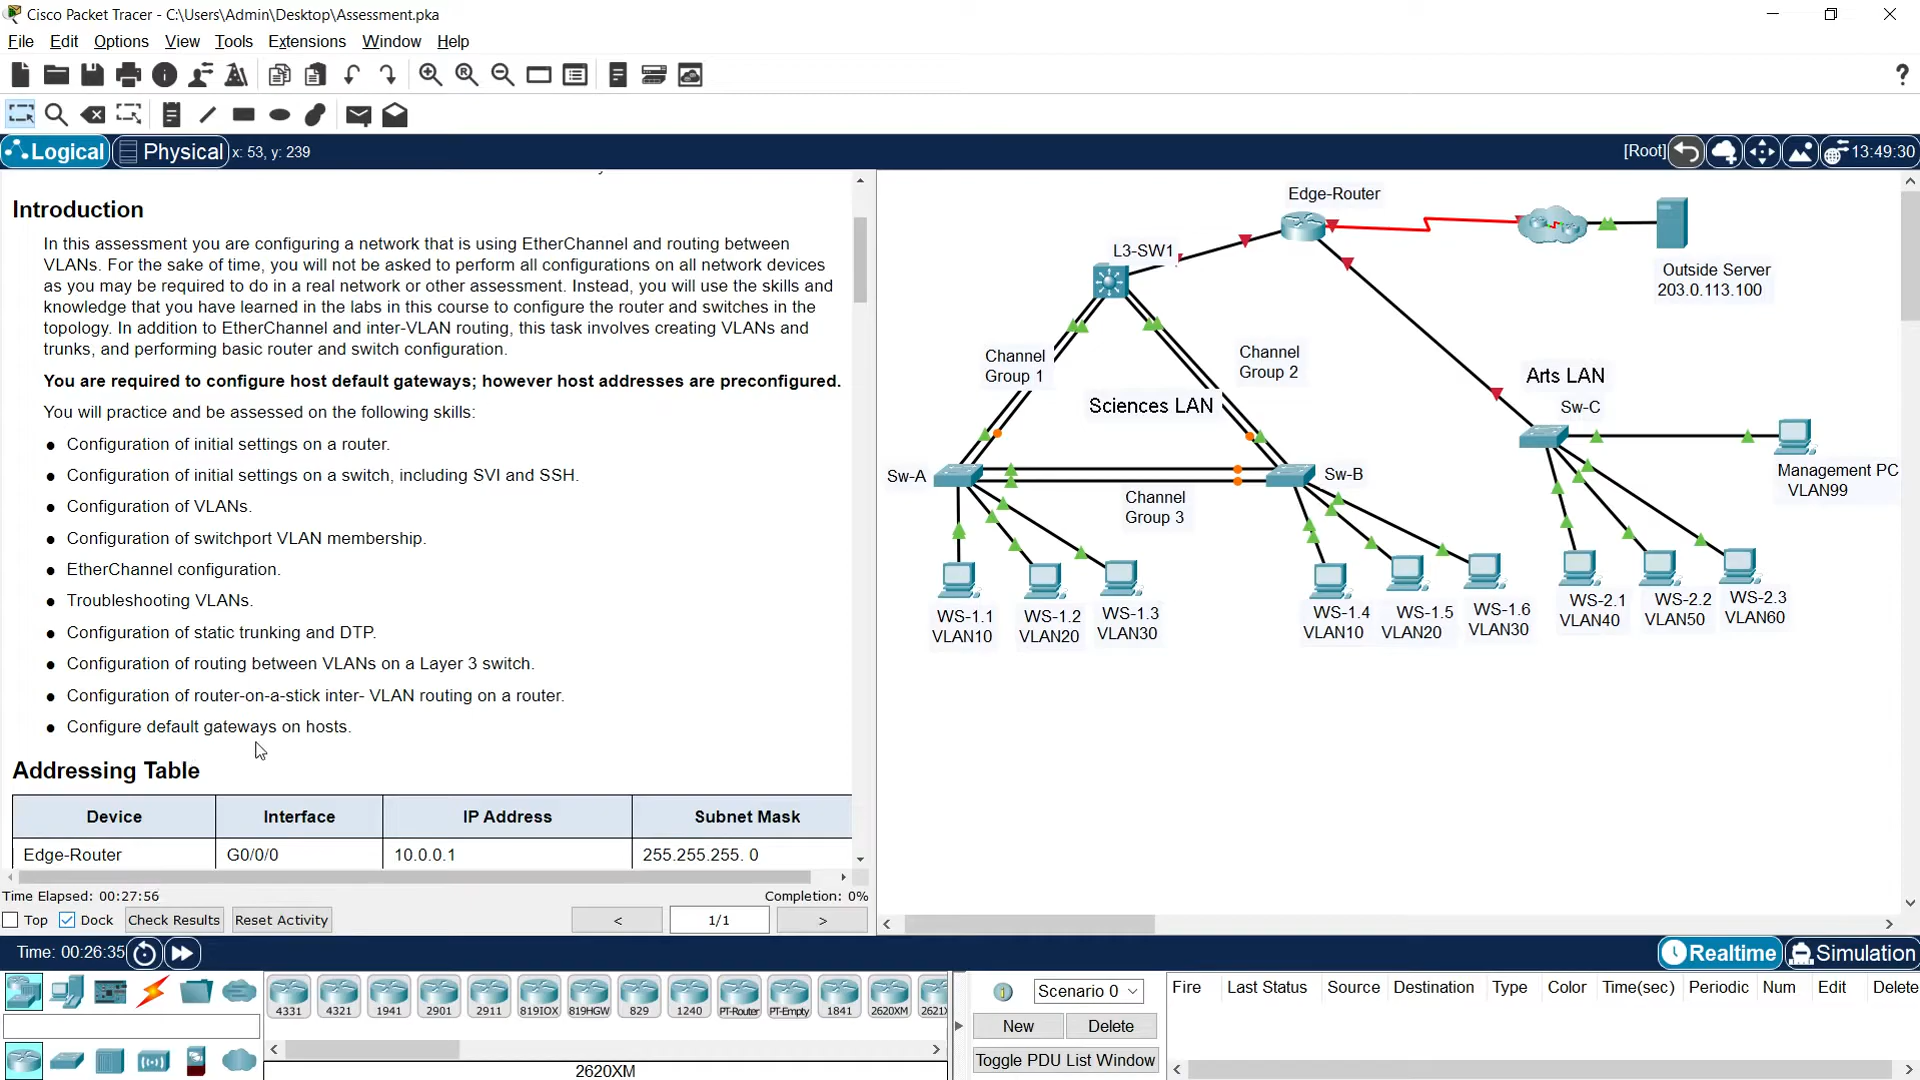 Cisco Packet Tracer - C:\Users\Admin\Desktop\Assessment.pka
File Edit Options View Tools Extensions Window Help
?
Logical Physical x: 53, y: 239
[Root] 13:49:30
Introduction
In this assessment you are configuring a network that is using EtherChannel and routing between
VLANs. For the sake of time, you will not be asked to perform all configurations on all network devices
as you may be required to do in a real network or other assessment. Instead, you will use the skills and
knowledge that you have learned in the labs in this course to configure the router and switches in the
topology. In addition to EtherChannel and inter-VLAN routing, this task involves creating VLANs and
trunks, and performing basic router and switch configuration.
You are required to configure host default gateways; however host addresses are preconfigured.
You will practice and be assessed on the following skills:
● Configuration of initial settings on a router.
● Configuration of initial settings on a switch, including SVI and SSH.
● Configuration of VLANs.
● Configuration of switchport VLAN membership.
● EtherChannel configuration.
● Troubleshooting VLANs.
● Configuration of static trunking and DTP.
● Configuration of routing between VLANs on a Layer 3 switch.
● Configuration of router-on-a-stick inter- VLAN routing on a router.
● Configure default gateways on hosts.
Addressing Table
Device Interface IP Address Subnet Mask
Edge-Router G0/0/0 10.0.0.1 255.255.255. 0
Time Elapsed: 00:27:56 Completion: 0%
Top Dock Check Results Reset Activity < 1/1 >
Edge-Router
L3-SW1
Outside Server
203.0.113.100
Channel
Group 1
Channel
Group 2
Sciences LAN
Arts LAN
Sw-C
Sw-A
Sw-B
Channel
Group 3
Management PC
VLAN99
WS-1.1
VLAN10
WS-1.2
VLAN20
WS-1.3
VLAN30
WS-1.4
VLAN10
WS-1.5
VLAN20
WS-1.6
VLAN30
WS-2.1
VLAN40
WS-2.2
VLAN50
WS-2.3
VLAN60
Time: 00:26:35
Realtime Simulation
4331 4321 1941 2901 2911 819IOX 819HGW 829 1240 PT-Router PT-Empty 1841 2620XM
2620XM
Scenario 0
New Delete
Toggle PDU List Window
Fire Last Status Source Destination Type Color Time(sec) Periodic Num Edit Delete